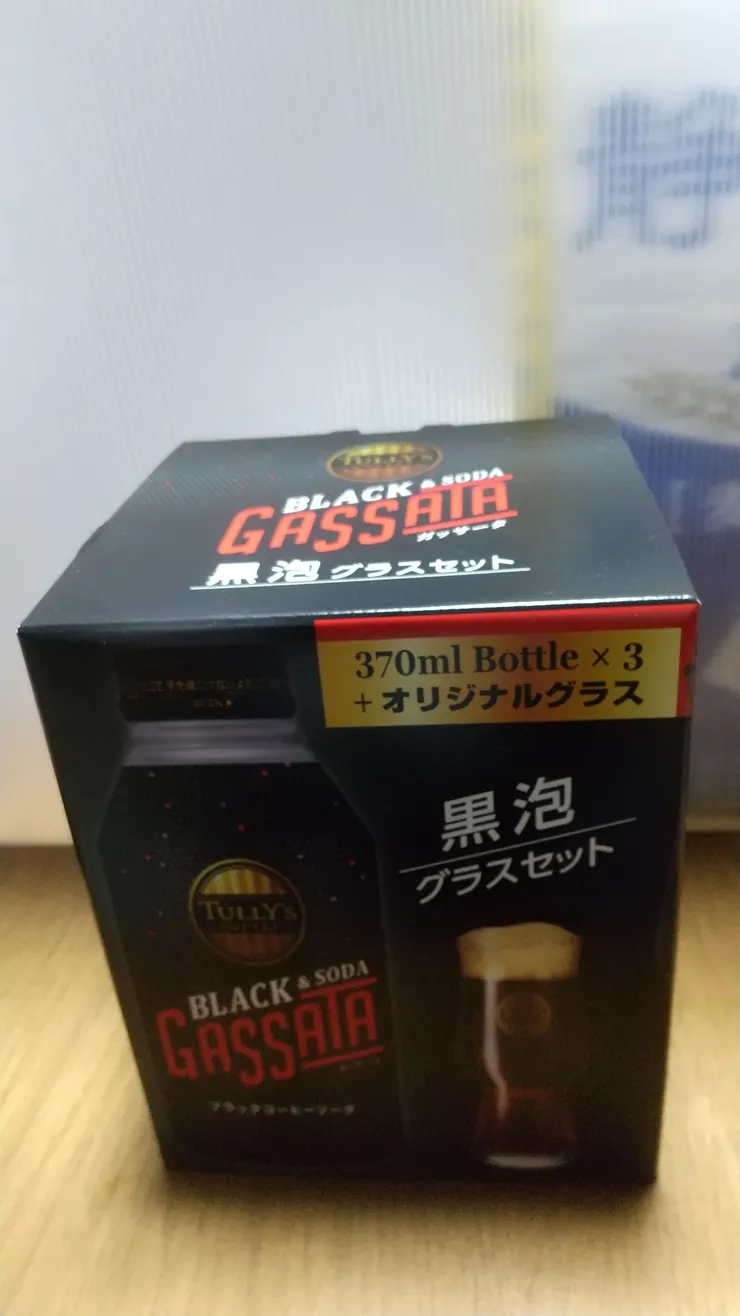 TULLY'S
BLACK & SODA
GASSATA
ガッサータ
黒泡 グラスセット
370ml Bottle × 3
+ オリジナルグラス
黒泡
グラスセット
OPEN
TULLY'S
COFFEE
BLACK & SODA
GASSATA
ブラックコーヒーソーダ
静